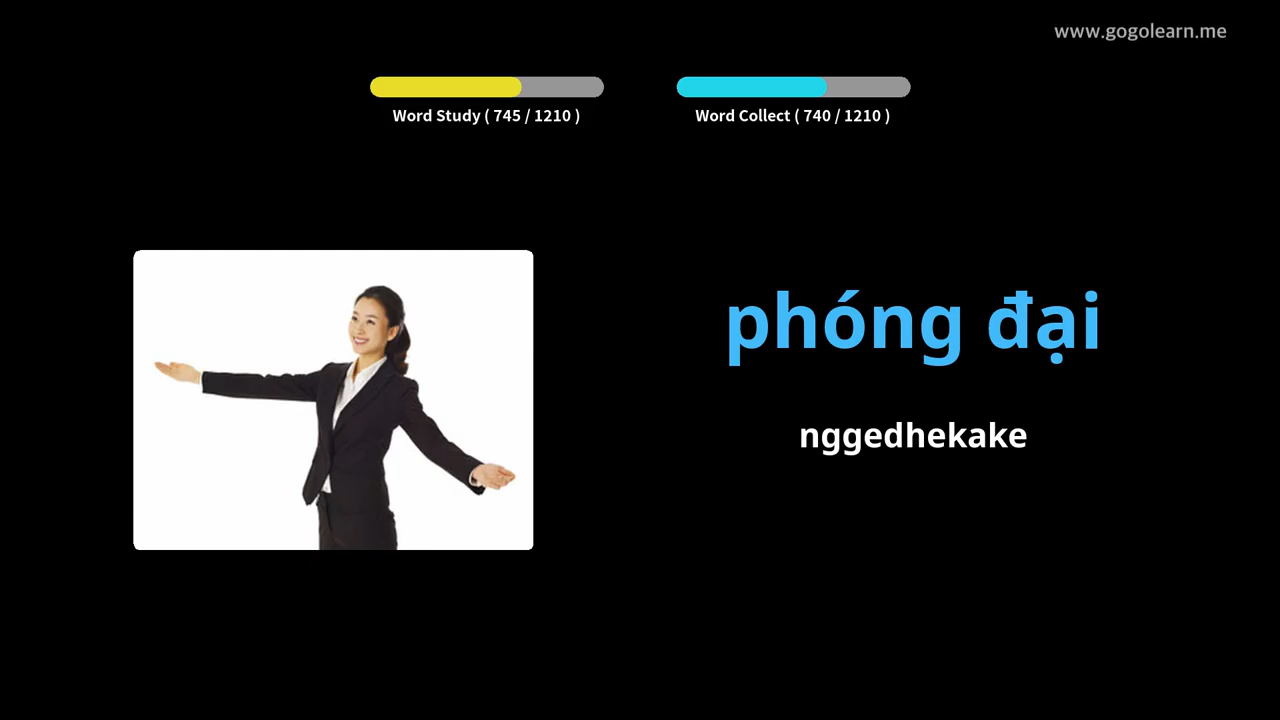 www.gogolearn.me
Word Study ( 745 / 1210 )
Word Collect ( 740 / 1210 )
phóng đại
nggedhekake